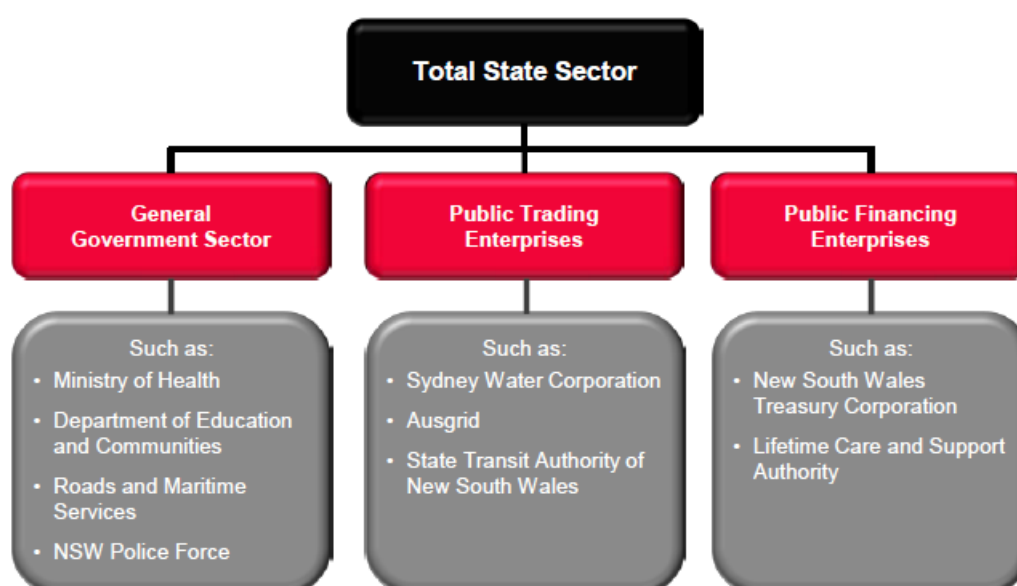 Total State Sector
General
Government Sector
Public Trading
Enterprises
Public Financing
Enterprises
Such as:
• Ministry of Health
• Department of Education
and Communities
• Roads and Maritime
Services
• NSW Police Force
Such as:
• Sydney Water Corporation
• Ausgrid
• State Transit Authority of
New South Wales
Such as:
• New South Wales
Treasury Corporation
• Lifetime Care and Support
Authority